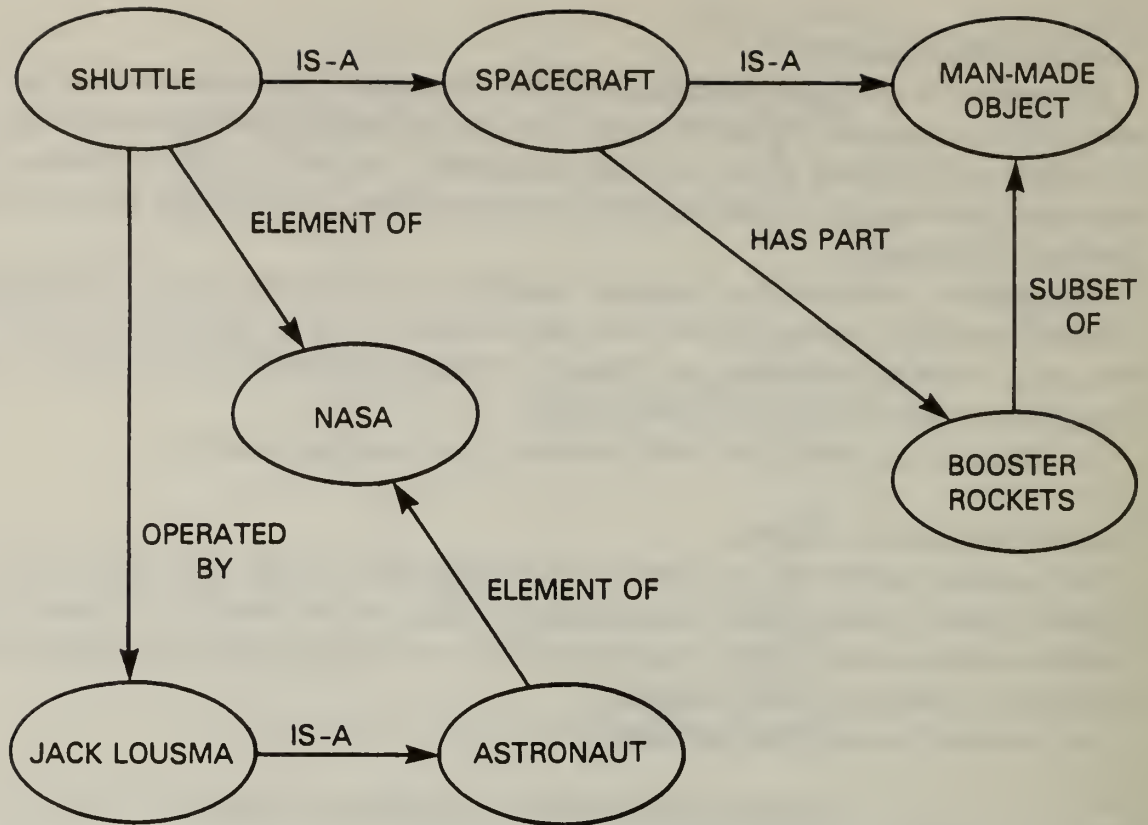 SHUTTLE
IS-A
SPACECRAFT
IS-A
MAN-MADE
OBJECT
ELEMENT OF
HAS PART
SUBSET
OF
NASA
BOOSTER
ROCKETS
OPERATED
BY
ELEMENT OF
JACK LOUSMA
IS-A
ASTRONAUT